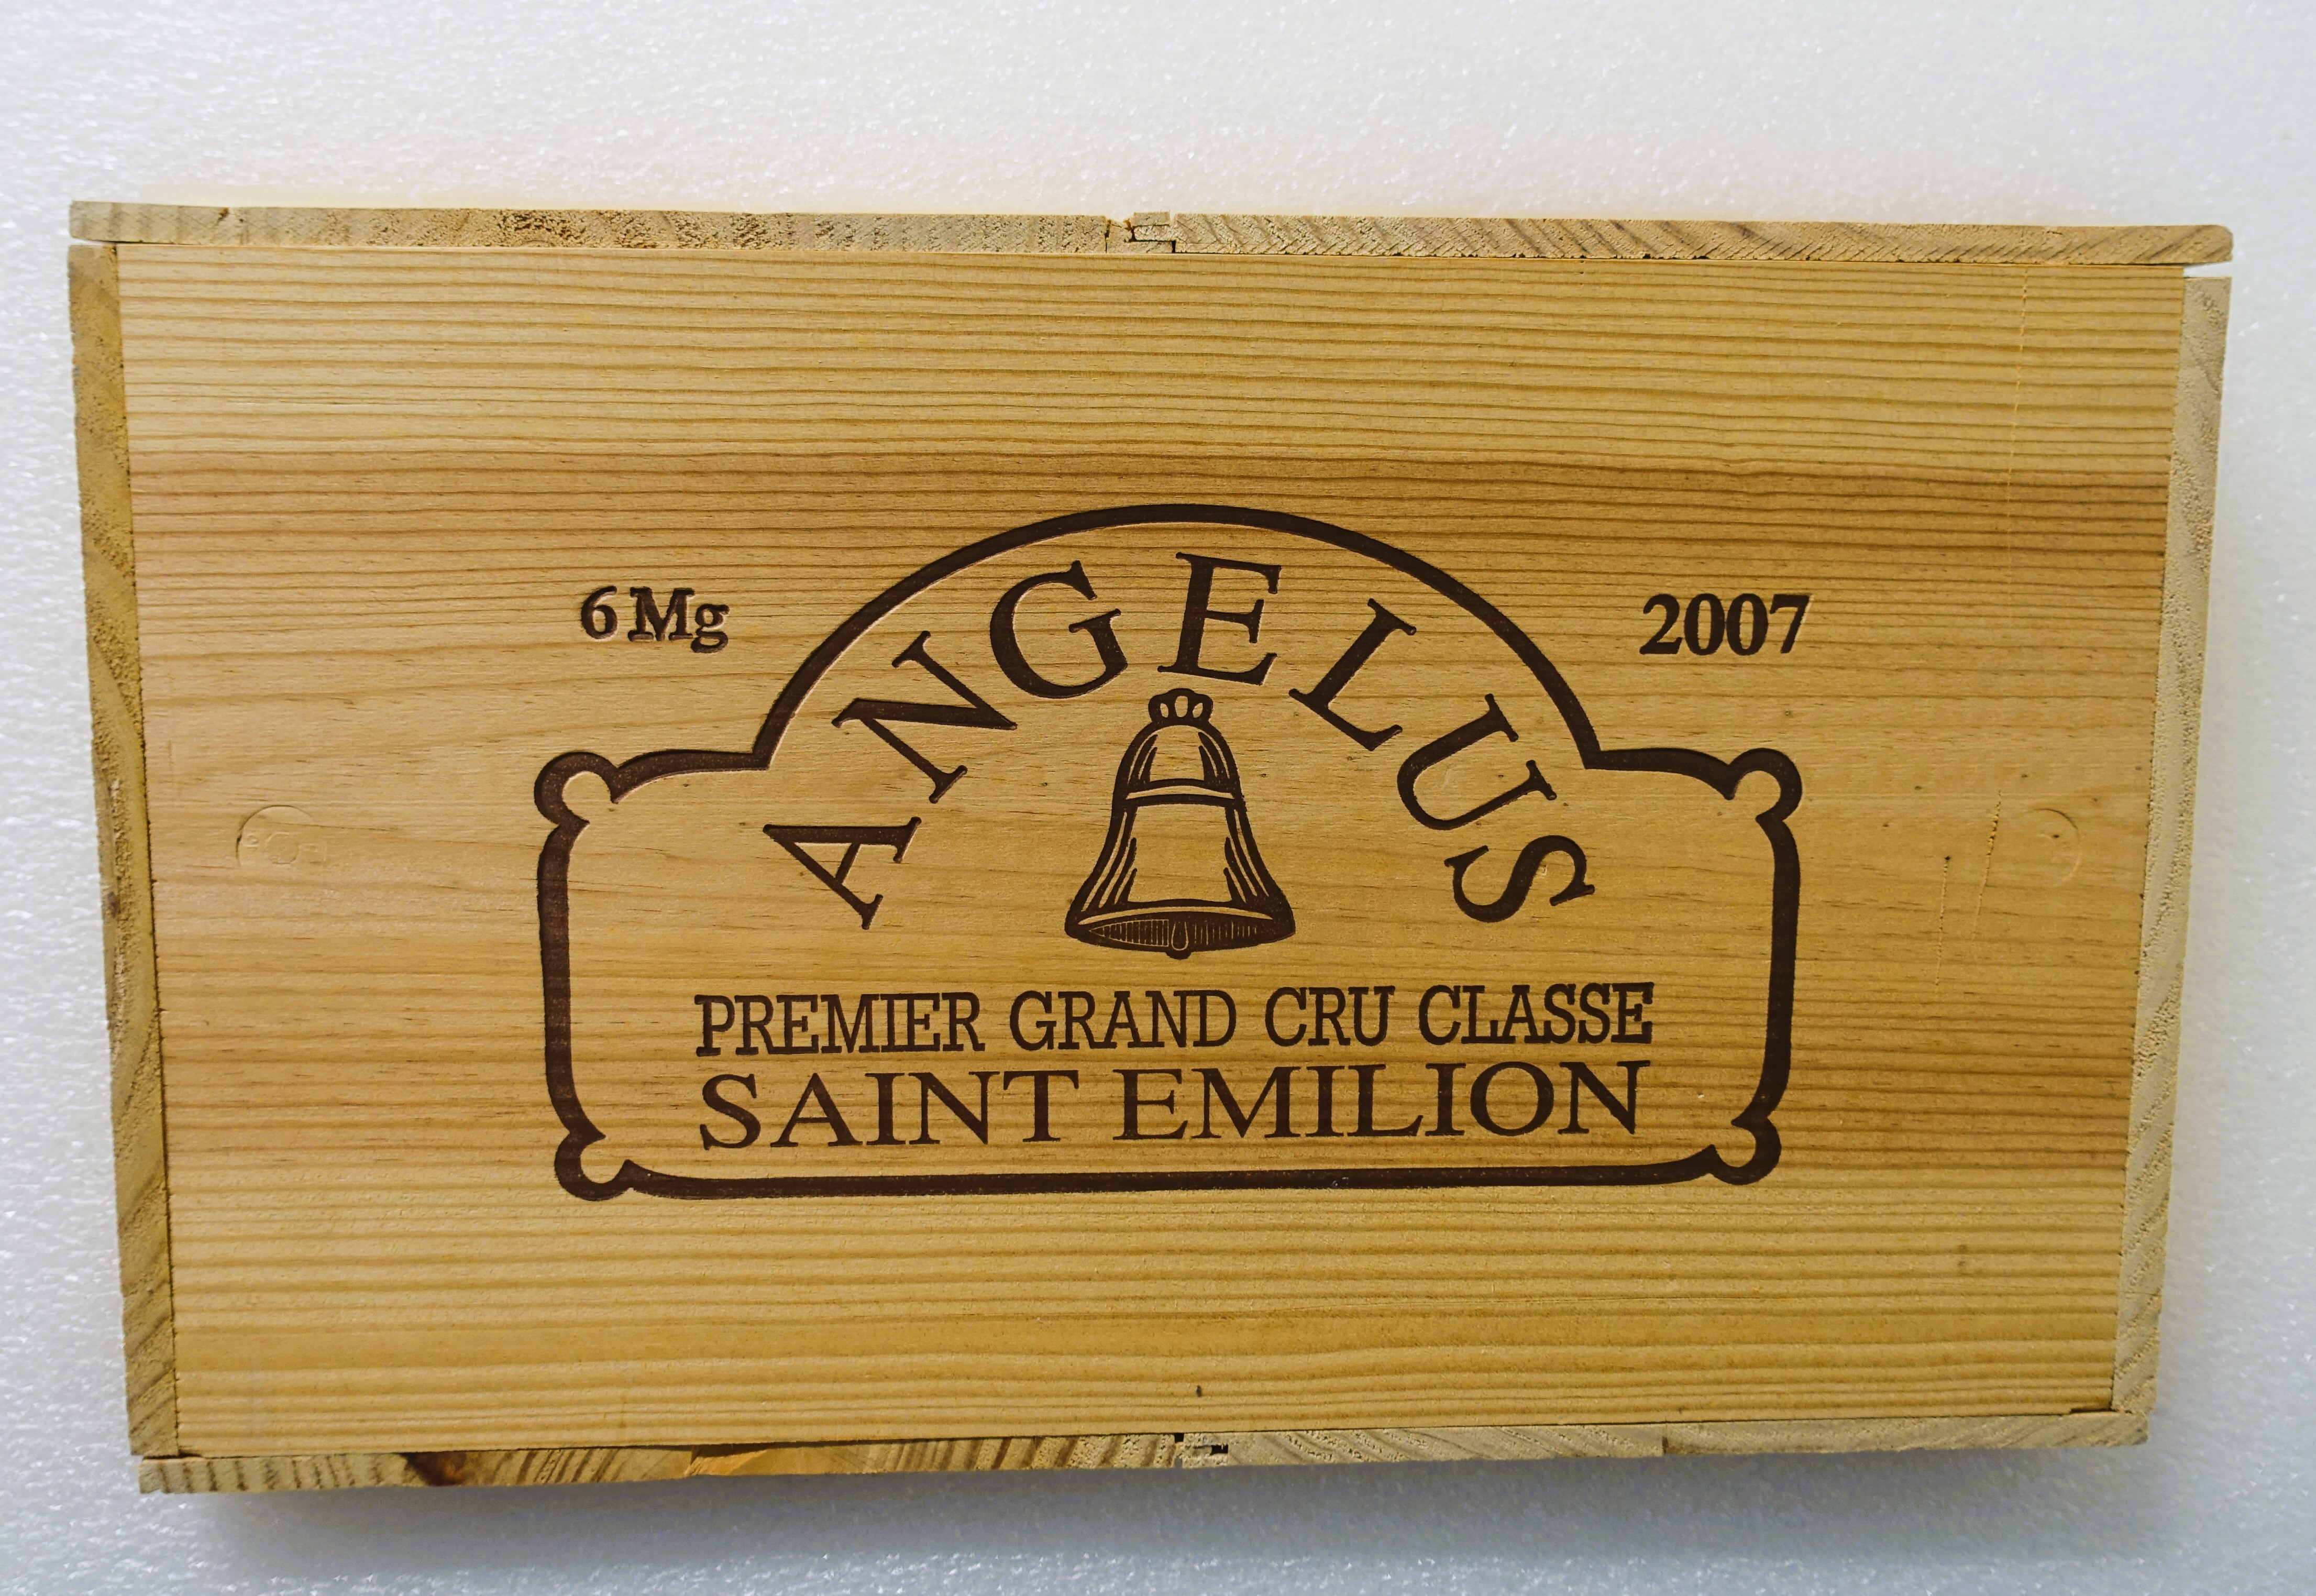 6 Mg
2007
ANGELUS
PREMIER GRAND CRU CLASSE
SAINT EMILION